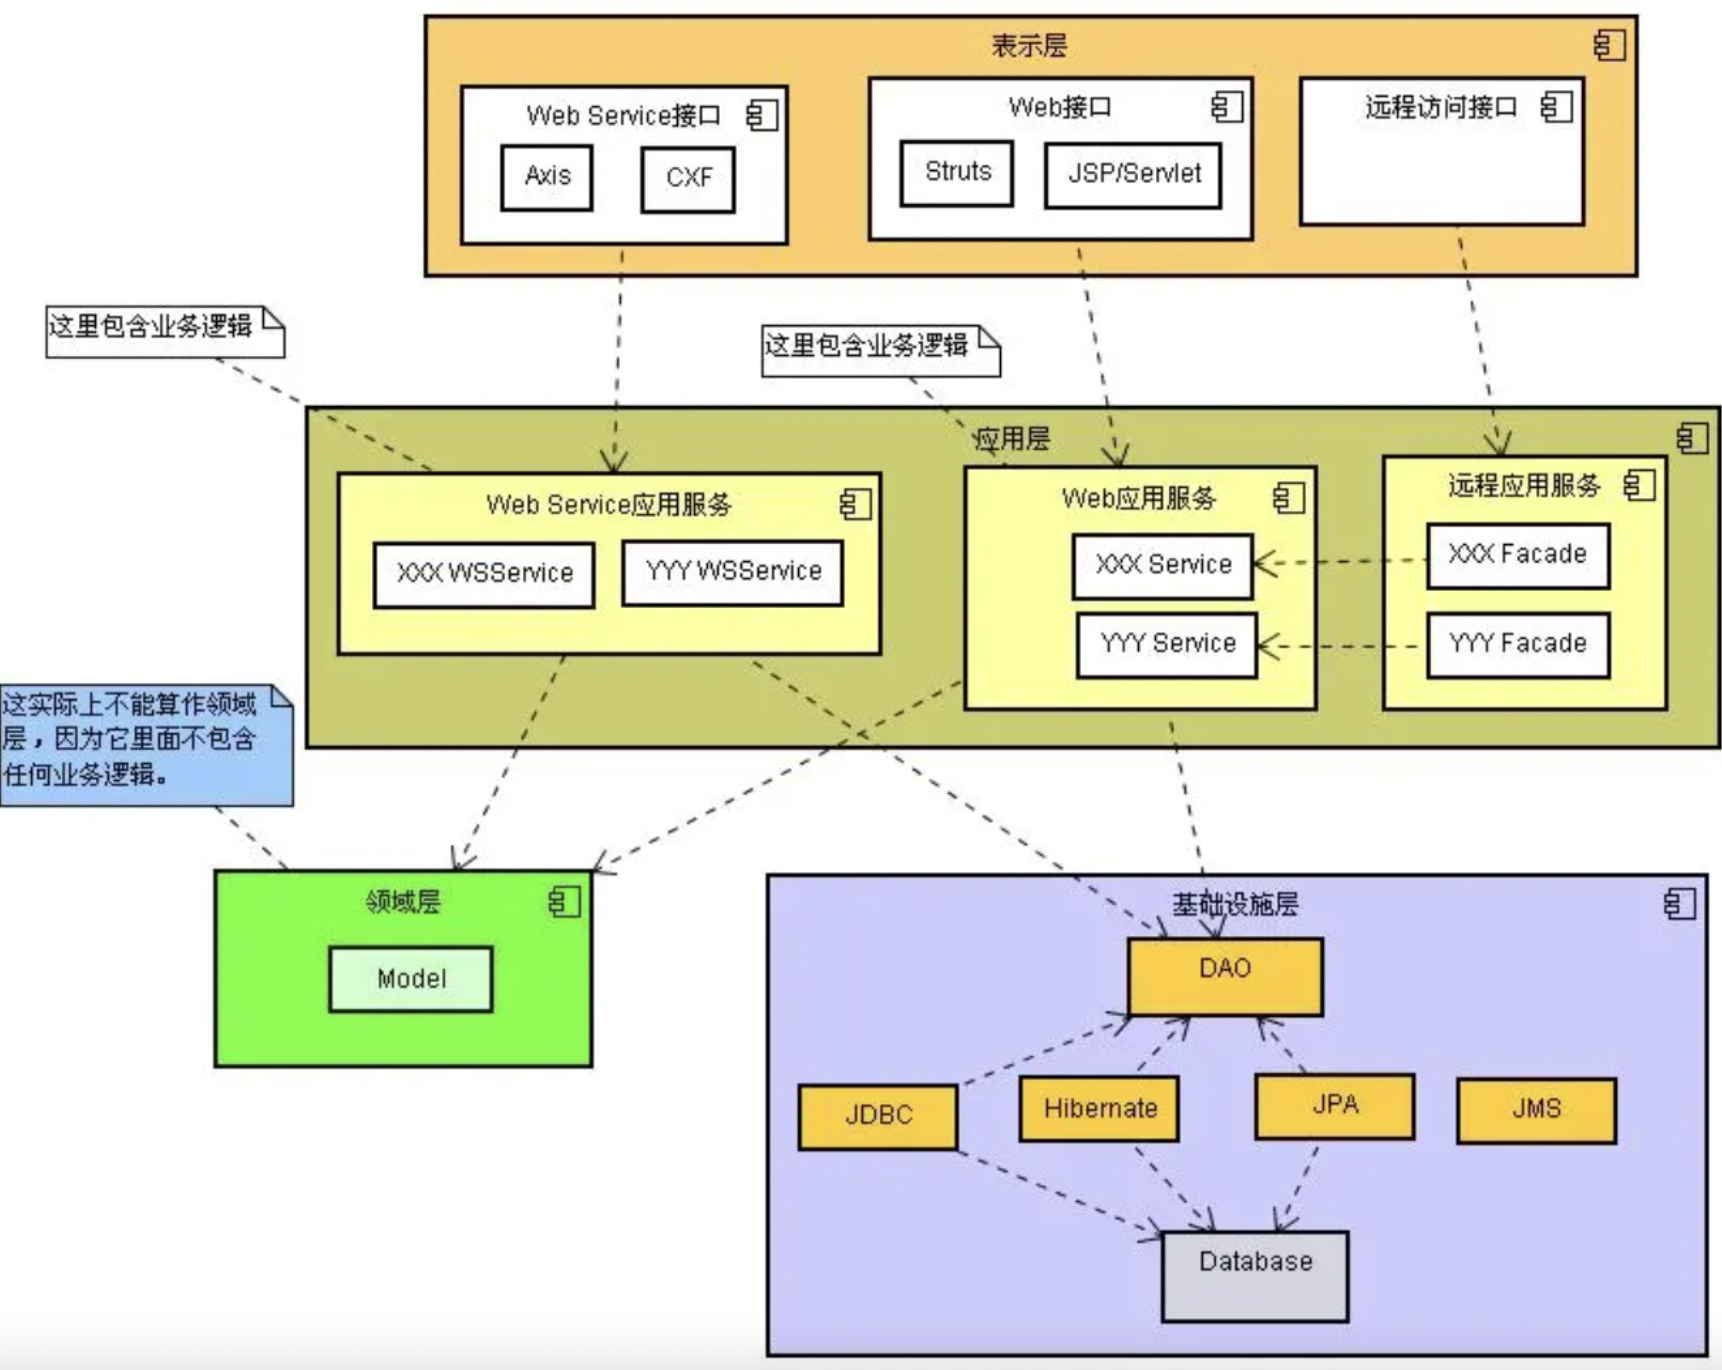 表示层
Web Service接口
Axis
CXF
Web接口
Struts
JSP/Servlet
远程访问接口
这里包含业务逻辑
这里包含业务逻辑
应用层
Web Service应用服务
XXX WSService
YYY WSService
Web应用服务
XXX Service
YYY Service
远程应用服务
XXX Facade
YYY Facade
这实际上不能算作领域
层，因为它里面不包含
任何业务逻辑。
领域层
Model
基础设施层
DAO
JDBC
Hibernate
JPA
JMS
Database